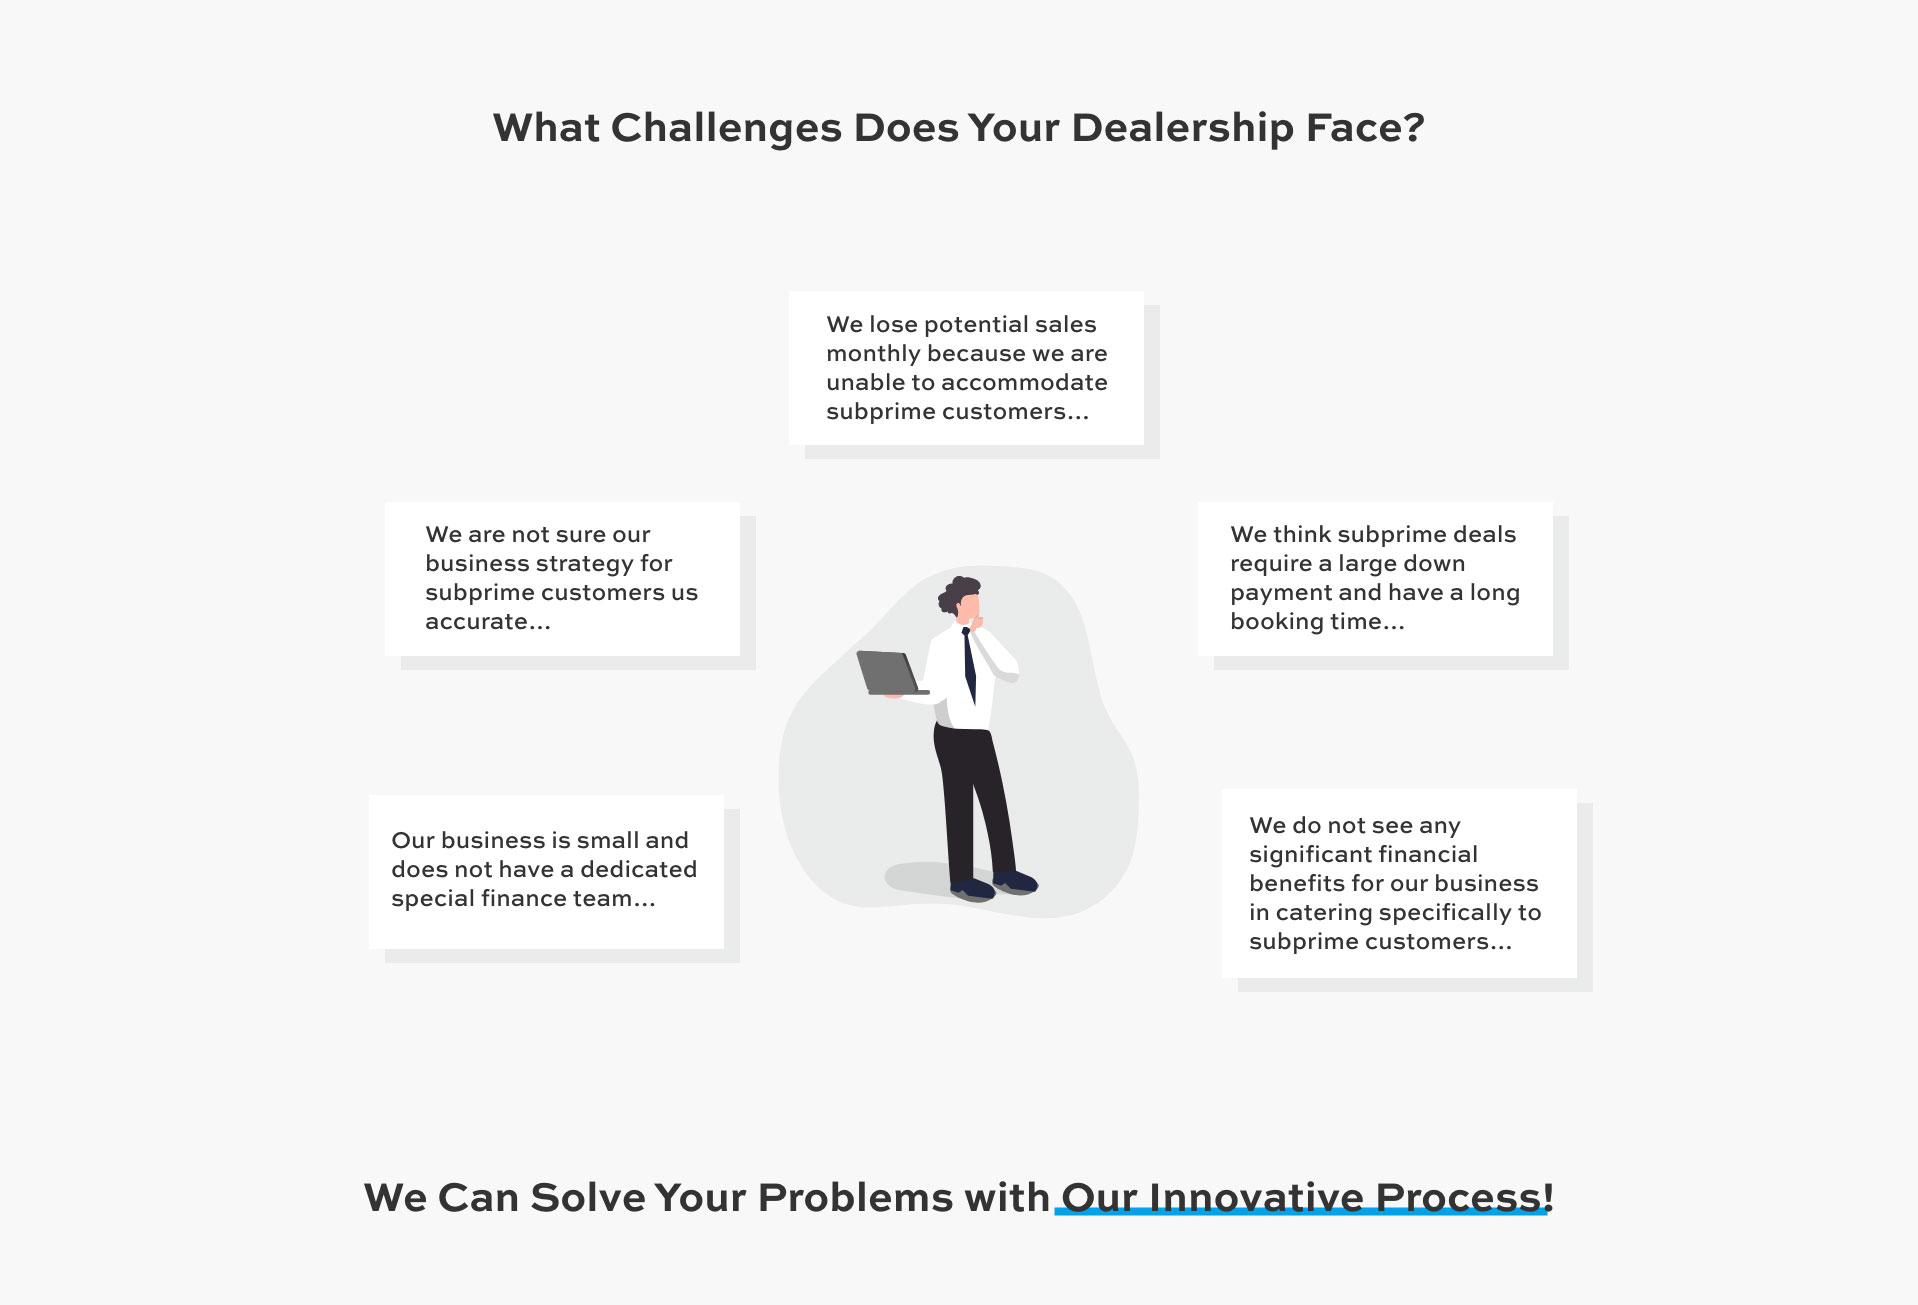 What Challenges Does Your Dealership Face?
We lose potential sales
monthly because we are
unable to accommodate
subprime customers...
We are not sure our
business strategy for
subprime customers us
accurate...
We think subprime deals
require a large down
payment and have a long
booking time...
Our business is small and
does not have a dedicated
special finance team...
We do not see any
significant financial
benefits for our business
in catering specifically to
subprime customers...
We Can Solve Your Problems with Our Innovative Process!